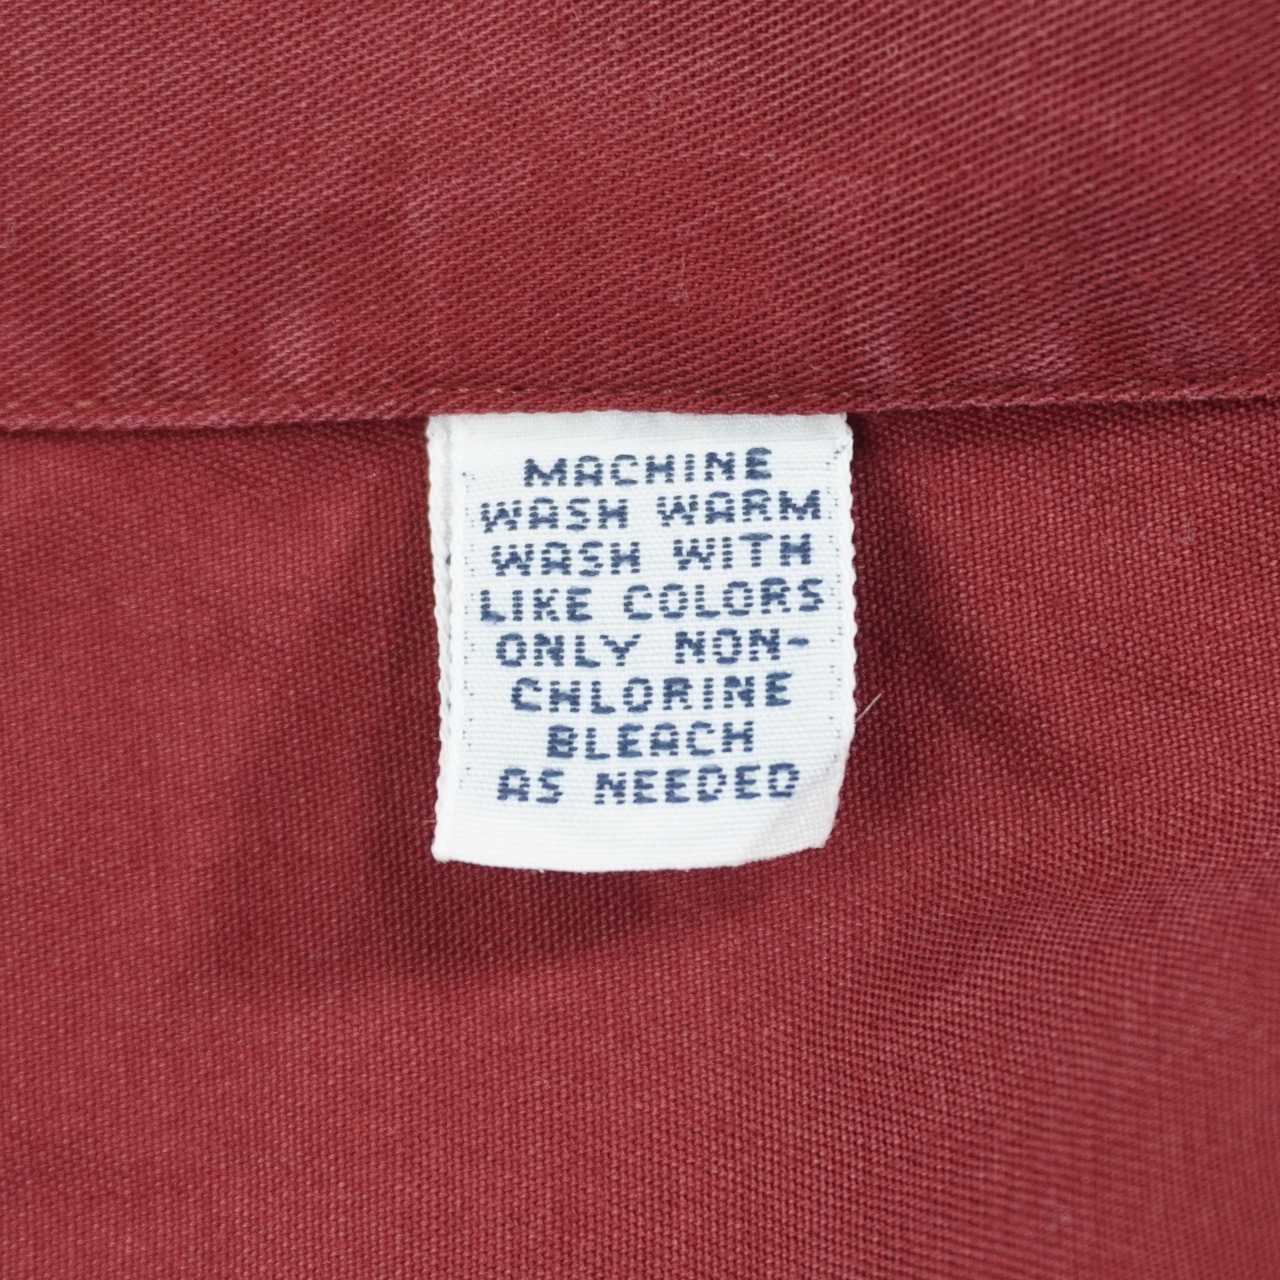 MACHINE
WASH WARM
WASH WITH
LIKE COLORS
ONLY NON-
CHLORINE
BLEACH
AS NEEDED